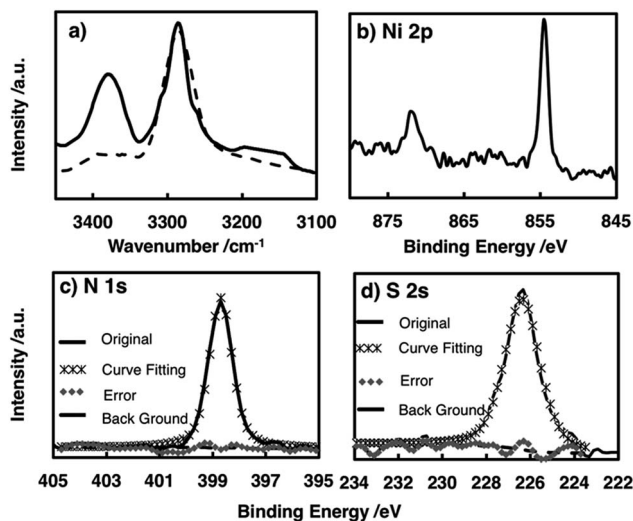 a)
b) Ni 2p
Intensity /a.u.
3400 3300 3200 3100
Wavenumber /cm-1
875 865 855 845
Binding Energy /eV
c) N 1s
d) S 2s
Intensity /a.u.
Original
Curve Fitting
Error
Back Ground
Original
Curve Fitting
Error
Back Ground
405 403 401 399 397 395
234 232 230 228 226 224 222
Binding Energy /eV